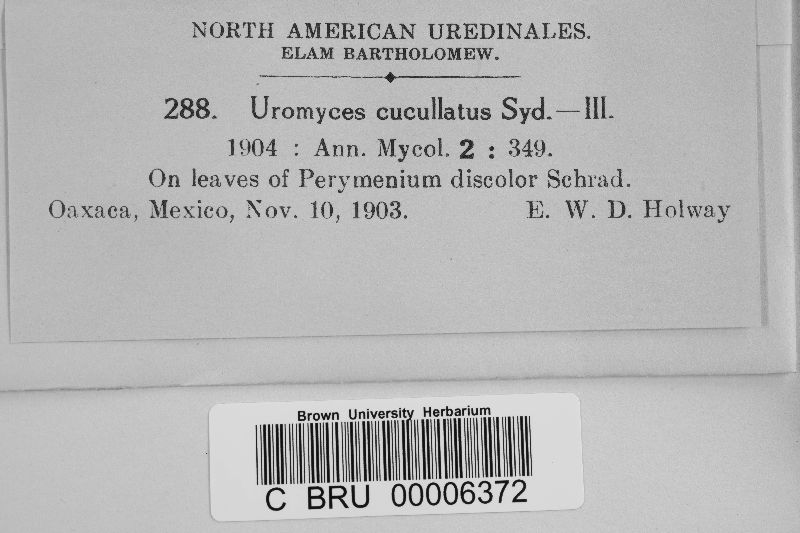 NORTH AMERICAN UREDINALES.
ELAM BARTHOLOMEW.
288. Uromyces cucullatus Syd.—III.
1904 : Ann. Mycol. 2 : 349.
On leaves of Perymenium discolor Schrad.
Oaxaca, Mexico, Nov. 10, 1903. E. W. D. Holway
Brown University Herbarium
C BRU 00006372